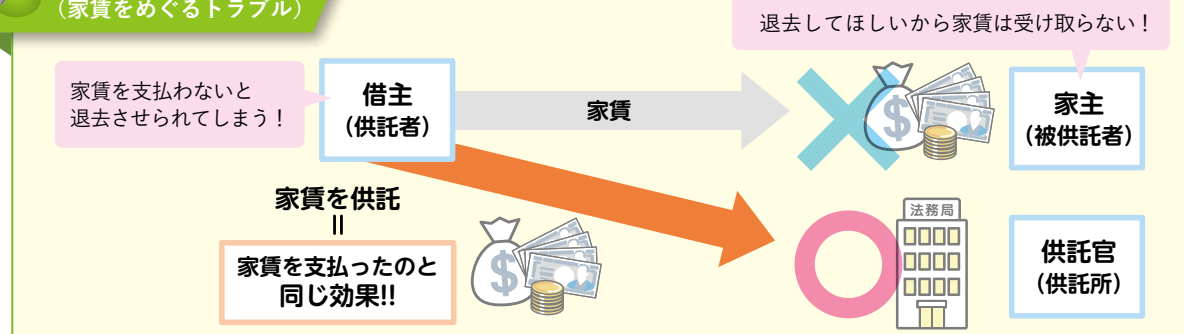 （家賃をめぐるトラブル）
退去してほしいから家賃は受け取らない！
家賃を支払わないと
退去させられてしまう！
借主
（供託者）
家賃
家主
（被供託者）
家賃を供託
＝
家賃を支払ったのと
同じ効果!!
法務局
供託官
（供託所）